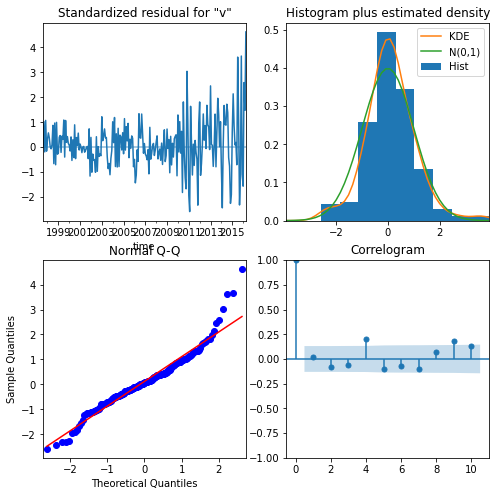 Standardized residual for "v"
5
4
3
2
1
0
−1
−2
1999 2001 2003 2005 2007 2009 2011 2013 2015
time
Histogram plus estimated density
KDE
N(0,1)
Hist
0.5
0.4
0.3
0.2
0.1
0.0
−2 0 2
Normal Q-Q
Sample Quantiles
5
4
3
2
1
0
−1
−2
−2 −1 0 1 2
Theoretical Quantiles
Correlogram
1.00
0.75
0.50
0.25
0.00
−0.25
−0.50
−0.75
−1.00
0 2 4 6 8 10